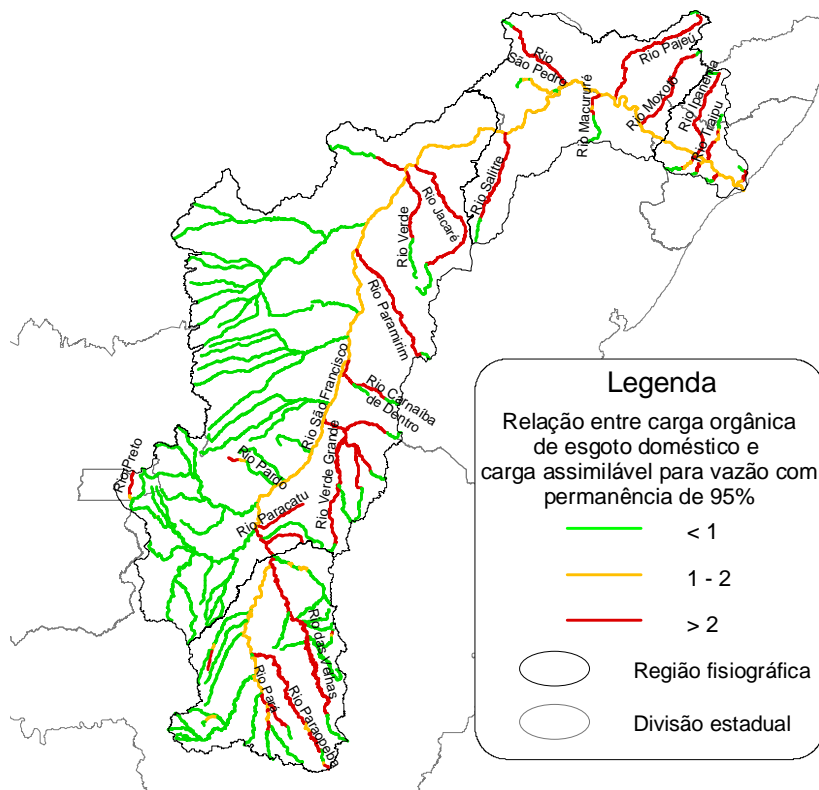 Rio Pajeú
Rio
São Pedro
Rio Moxotó
Rio Ipanema
Rio Traipu
Rio Macururé
Rio Salitre
Rio Jacaré
Rio Verde
Rio Paramirim
Rio São Francisco
Rio Carnaíba
de Dentro
Rio Verde Grande
Rio Pardo
Rio Preto
Rio Paracatu
Rio das Velhas
Rio Pará
Rio Paraopeba
Legenda
Relação entre carga orgânica
de esgoto doméstico e
carga assimilável para vazão com
permanência de 95%
< 1
1 - 2
> 2
Região fisiográfica
Divisão estadual